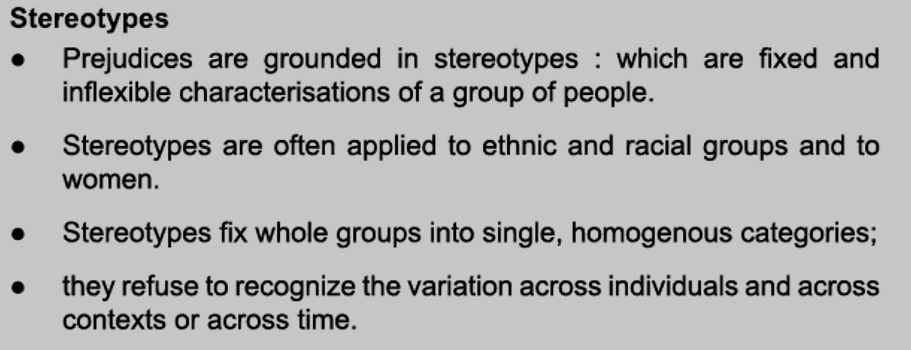 Stereotypes
● Prejudices are grounded in stereotypes : which are fixed and
inflexible characterisations of a group of people.
● Stereotypes are often applied to ethnic and racial groups and to
women.
● Stereotypes fix whole groups into single, homogenous categories;
● they refuse to recognize the variation across individuals and across
contexts or across time.